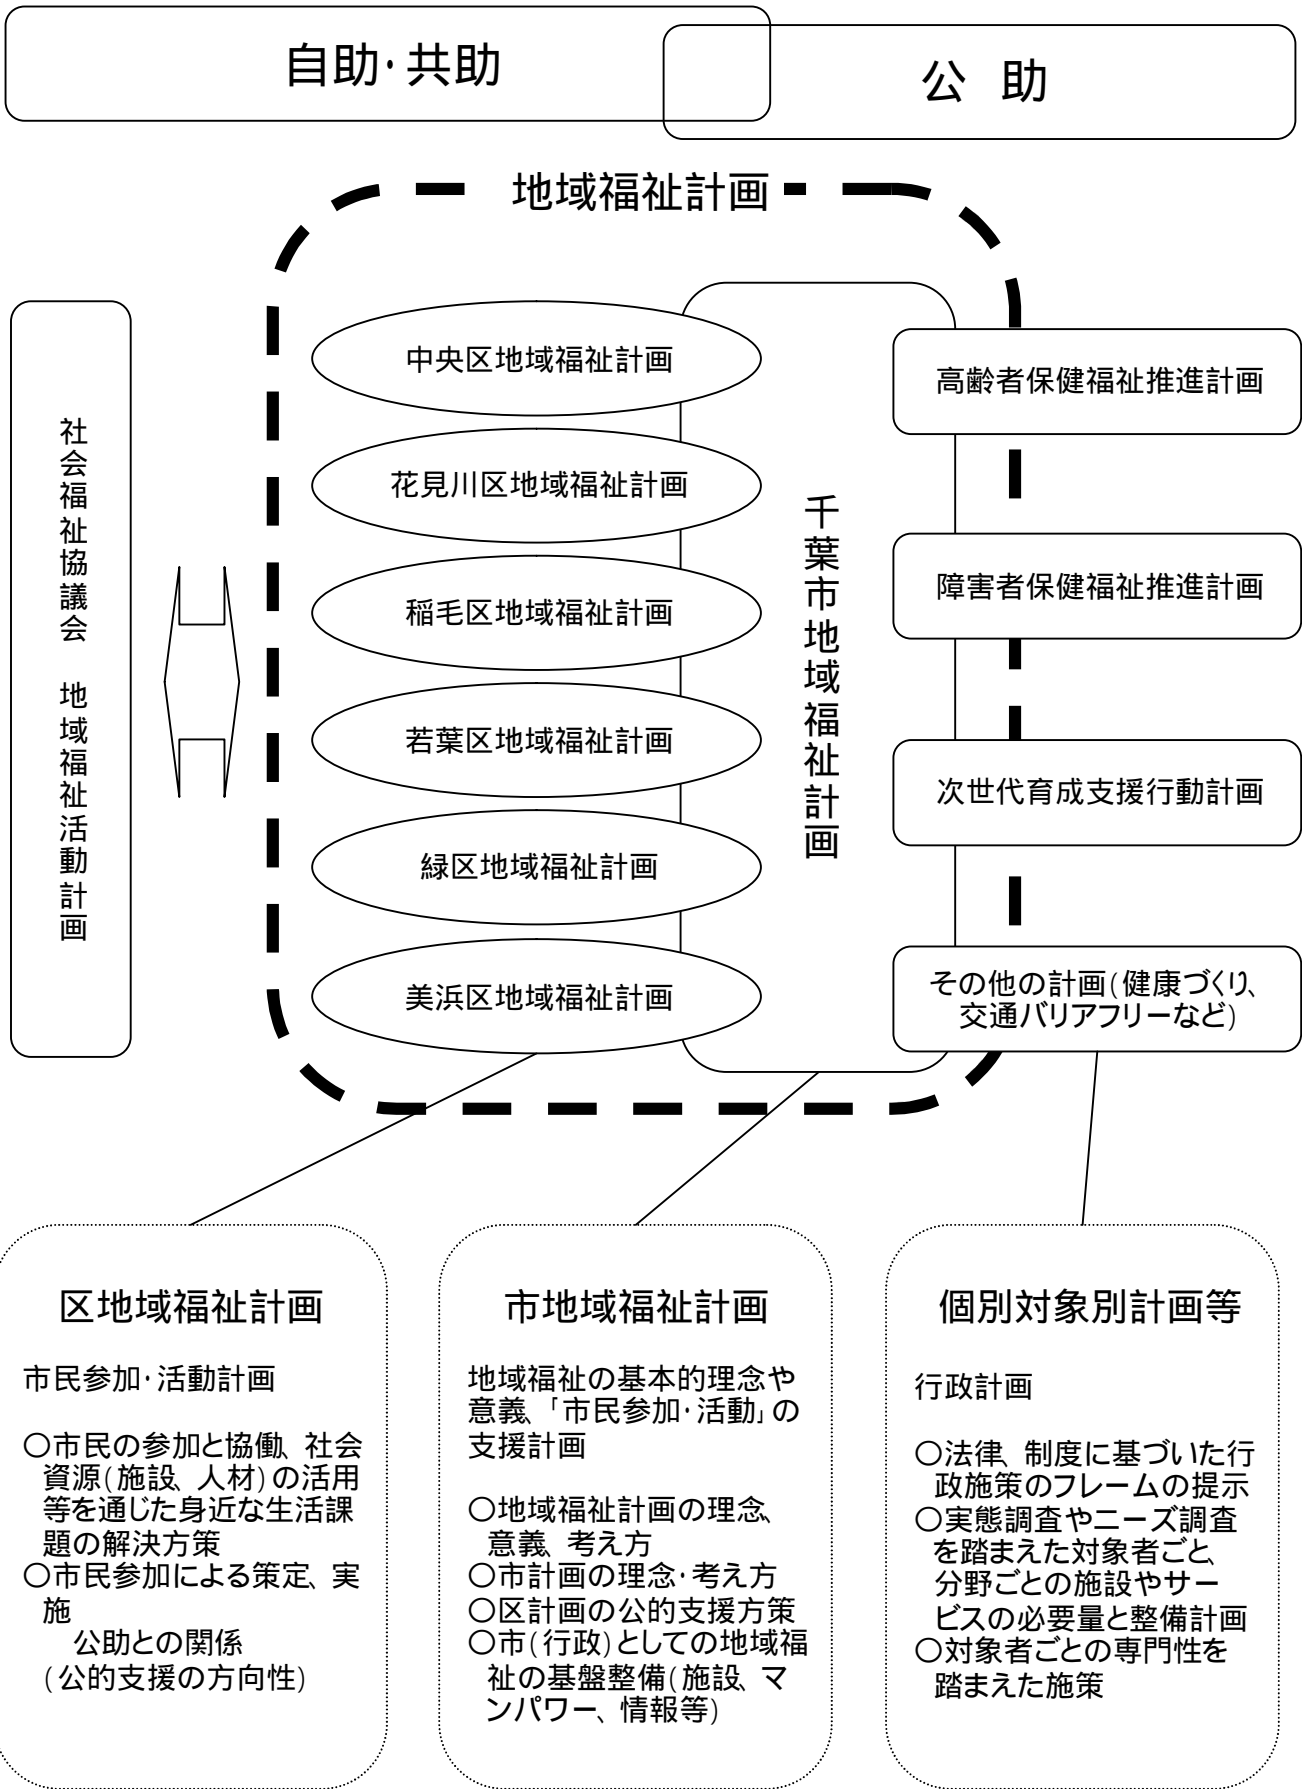 自助・共助
公 助
地域福祉計画
社会福祉協議会 地域福祉活動計画
中央区地域福祉計画
花見川区地域福祉計画
稲毛区地域福祉計画
若葉区地域福祉計画
緑区地域福祉計画
美浜区地域福祉計画
千葉市地域福祉計画
高齢者保健福祉推進計画
障害者保健福祉推進計画
次世代育成支援行動計画
その他の計画(健康づくり、
交通バリアフリーなど)
区地域福祉計画
市民参加・活動計画
○市民の参加と協働、社会
資源(施設、人材)の活用
等を通じた身近な生活課
題の解決方策
○市民参加による策定、実
施
公助との関係
(公的支援の方向性)
市地域福祉計画
地域福祉の基本的理念や
意義、「市民参加・活動」の
支援計画
○地域福祉計画の理念、
意義、考え方
○市計画の理念・考え方
○区計画の公的支援方策
○市(行政)としての地域福
祉の基盤整備(施設、マ
ンパワー、情報等)
個別対象別計画等
行政計画
○法律、制度に基づいた行
政施策のフレームの提示
○実態調査やニーズ調査
を踏まえた対象者ごと、
分野ごとの施設やサー
ビスの必要量と整備計画
○対象者ごとの専門性を
踏まえた施策